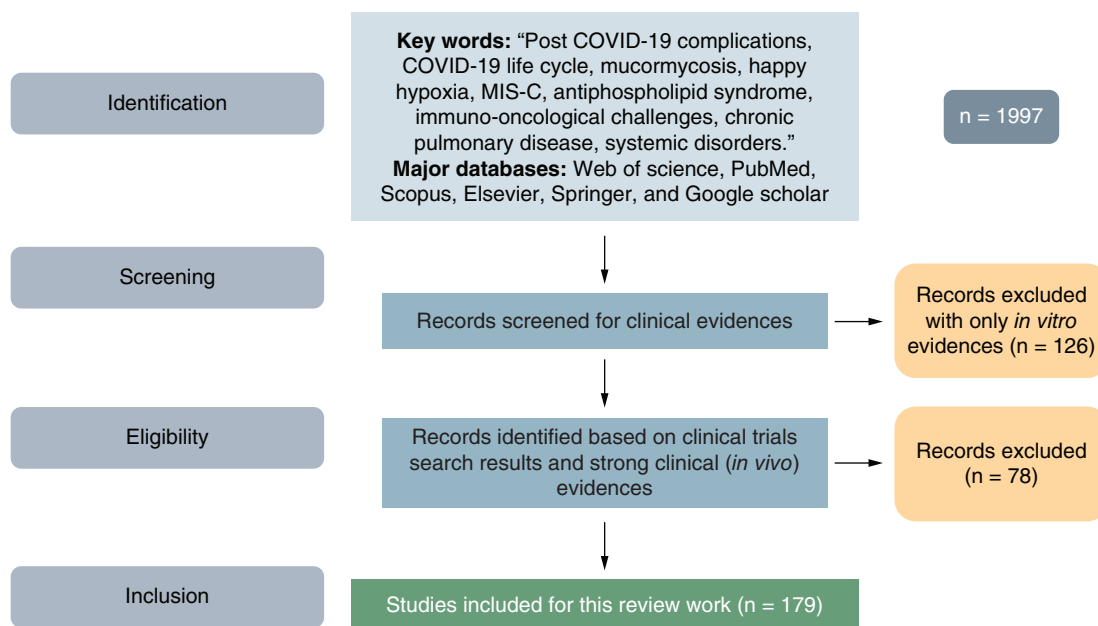 Identification
Key words: “Post COVID-19 complications,
COVID-19 life cycle, mucormycosis, happy
hypoxia, MIS-C, antiphospholipid syndrome,
immuno-oncological challenges, chronic
pulmonary disease, systemic disorders.”
Major databases: Web of science, PubMed,
Scopus, Elsevier, Springer, and Google scholar
n = 1997
Screening
Records screened for clinical evidences
Records excluded
with only in vitro
evidences (n = 126)
Eligibility
Records identified based on clinical trials
search results and strong clinical (in vivo)
evidences
Records excluded
(n = 78)
Inclusion
Studies included for this review work (n = 179)